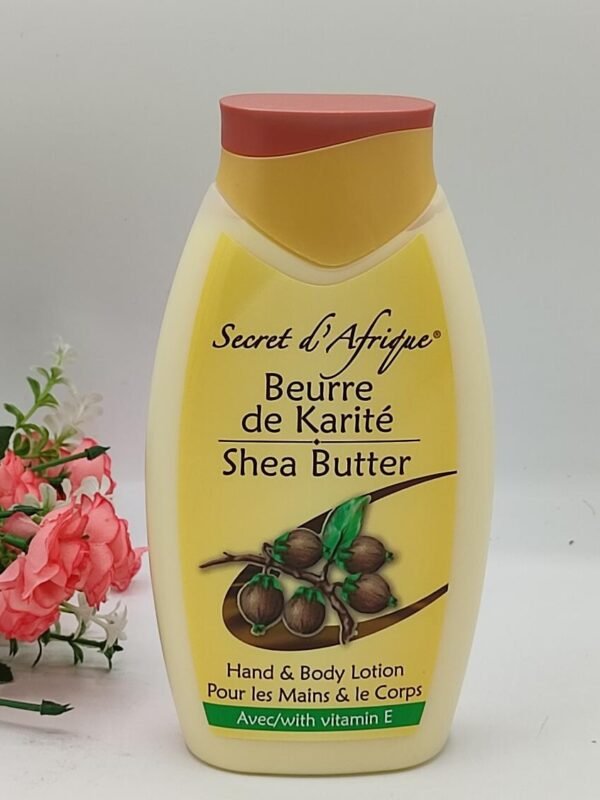 Secret d'Afrique®
Beurre
de Karité
Shea Butter
Hand & Body Lotion
Pour les Mains & le Corps
Avec/with vitamin E